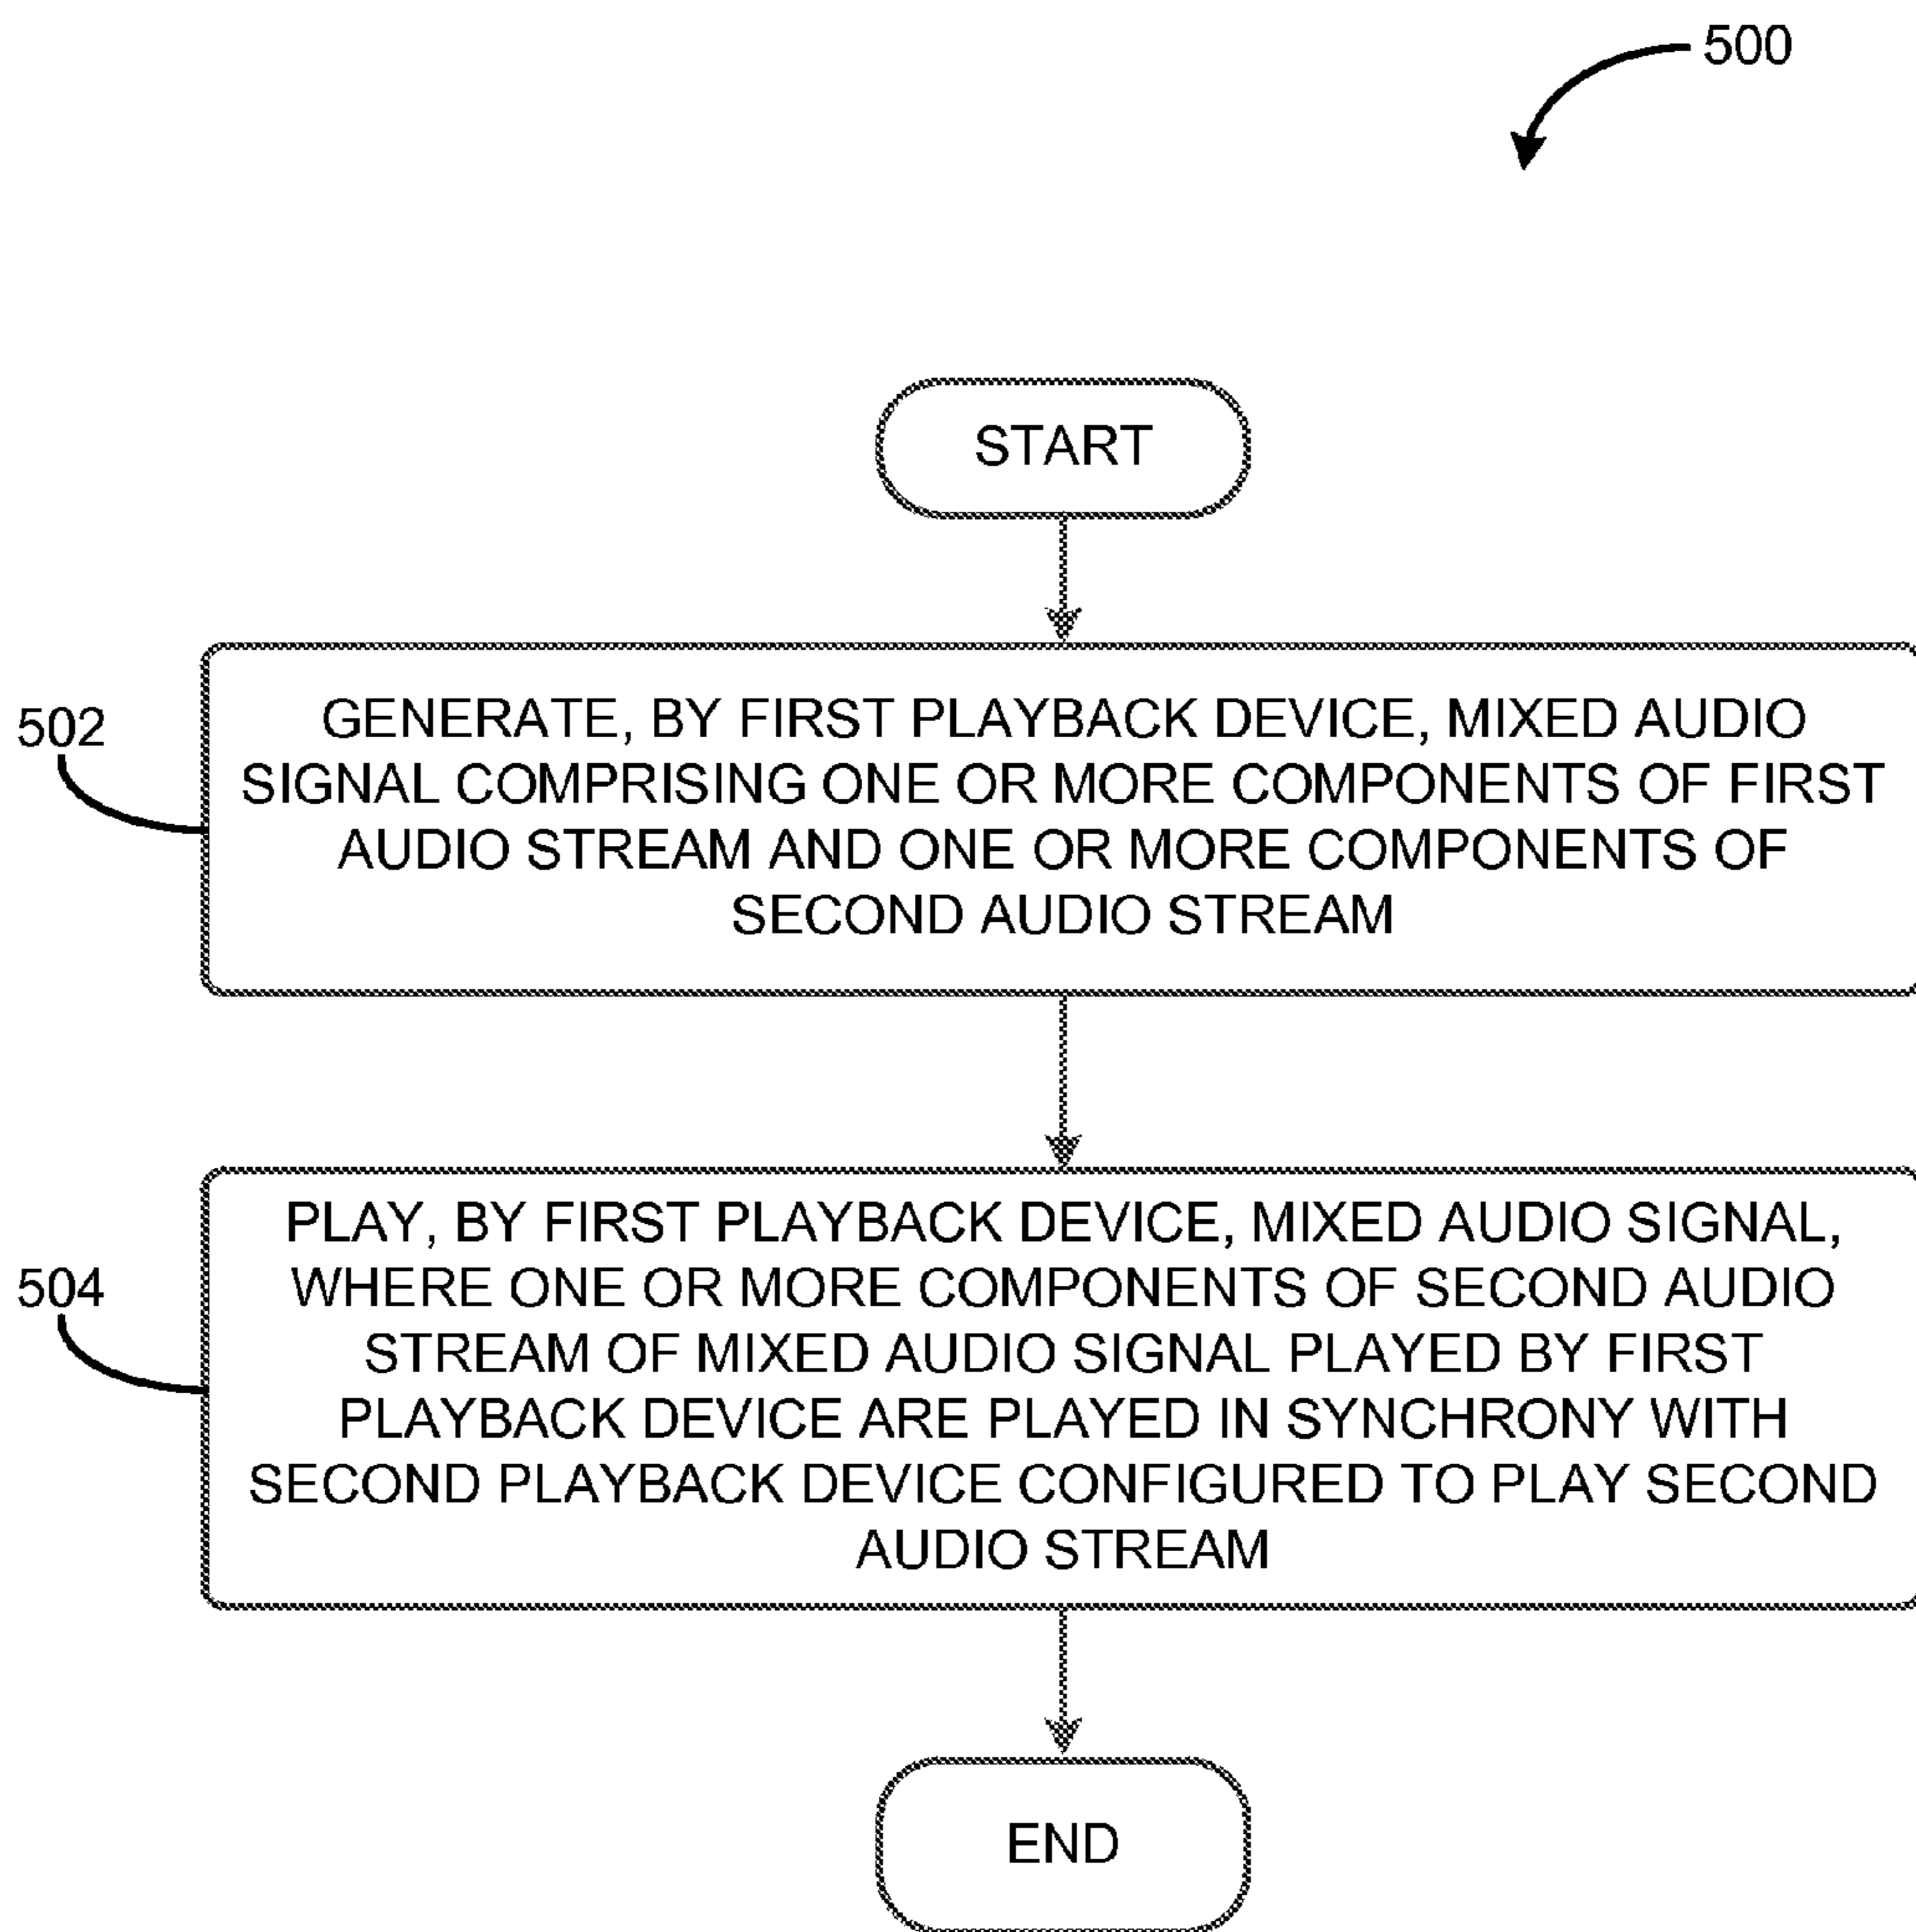 500
START
502
GENERATE, BY FIRST PLAYBACK DEVICE, MIXED AUDIO
SIGNAL COMPRISING ONE OR MORE COMPONENTS OF FIRST
AUDIO STREAM AND ONE OR MORE COMPONENTS OF
SECOND AUDIO STREAM
504
PLAY, BY FIRST PLAYBACK DEVICE, MIXED AUDIO SIGNAL,
WHERE ONE OR MORE COMPONENTS OF SECOND AUDIO
STREAM OF MIXED AUDIO SIGNAL PLAYED BY FIRST
PLAYBACK DEVICE ARE PLAYED IN SYNCHRONY WITH
SECOND PLAYBACK DEVICE CONFIGURED TO PLAY SECOND
AUDIO STREAM
END